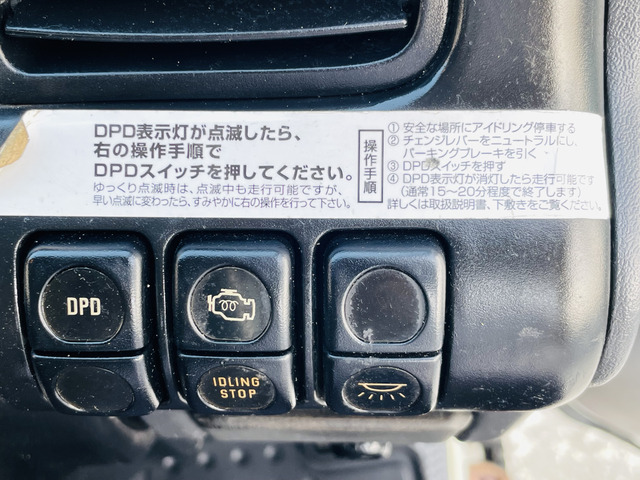 DPD表示灯が点滅したら、
右の操作手順で
DPDスイッチを押してください。
ゆっくり点滅時は、点滅中も走行可能ですが、
早い点滅に変わったら、すみやかに右の操作を行って下さい。
操作手順
① 安全な場所にアイドリング停車する
② チェンジレバーをニュートラルにし、
パーキングブレーキを引く
③ DPDスイッチを押す
④ DPD表示灯が消灯したら走行可能です
(通常15〜20分程度で終了します)
詳しくは取扱説明書、下敷きをご覧ください。
DPD
IDLING
STOP